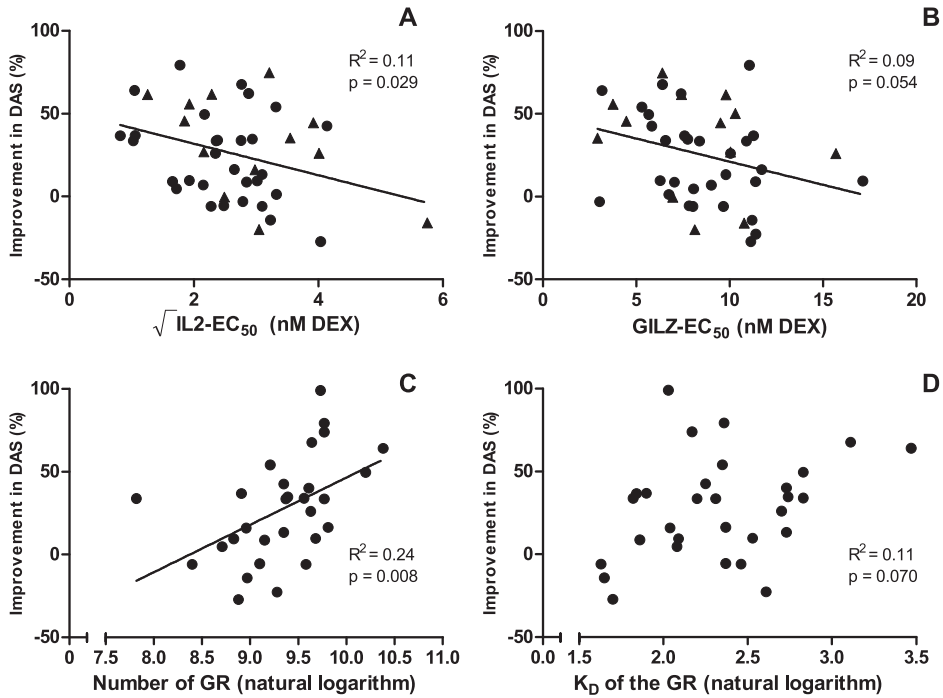 A
100
50
0
-50
Improvement in DAS (%)
R² = 0.11
p = 0.029
0 2 4 6
√IL2-EC₅₀ (nM DEX)
B
100
50
0
-50
Improvement in DAS (%)
R² = 0.09
p = 0.054
0 5 10 15 20
GILZ-EC₅₀ (nM DEX)
C
100
50
0
-50
Improvement in DAS (%)
R² = 0.24
p = 0.008
0 7.5 8.0 8.5 9.0 9.5 10.0 10.5 11.0
Number of GR (natural logarithm)
D
100
50
0
-50
Improvement in DAS (%)
R² = 0.11
p = 0.070
0.0 1.5 2.0 2.5 3.0 3.5
K_D of the GR (natural logarithm)